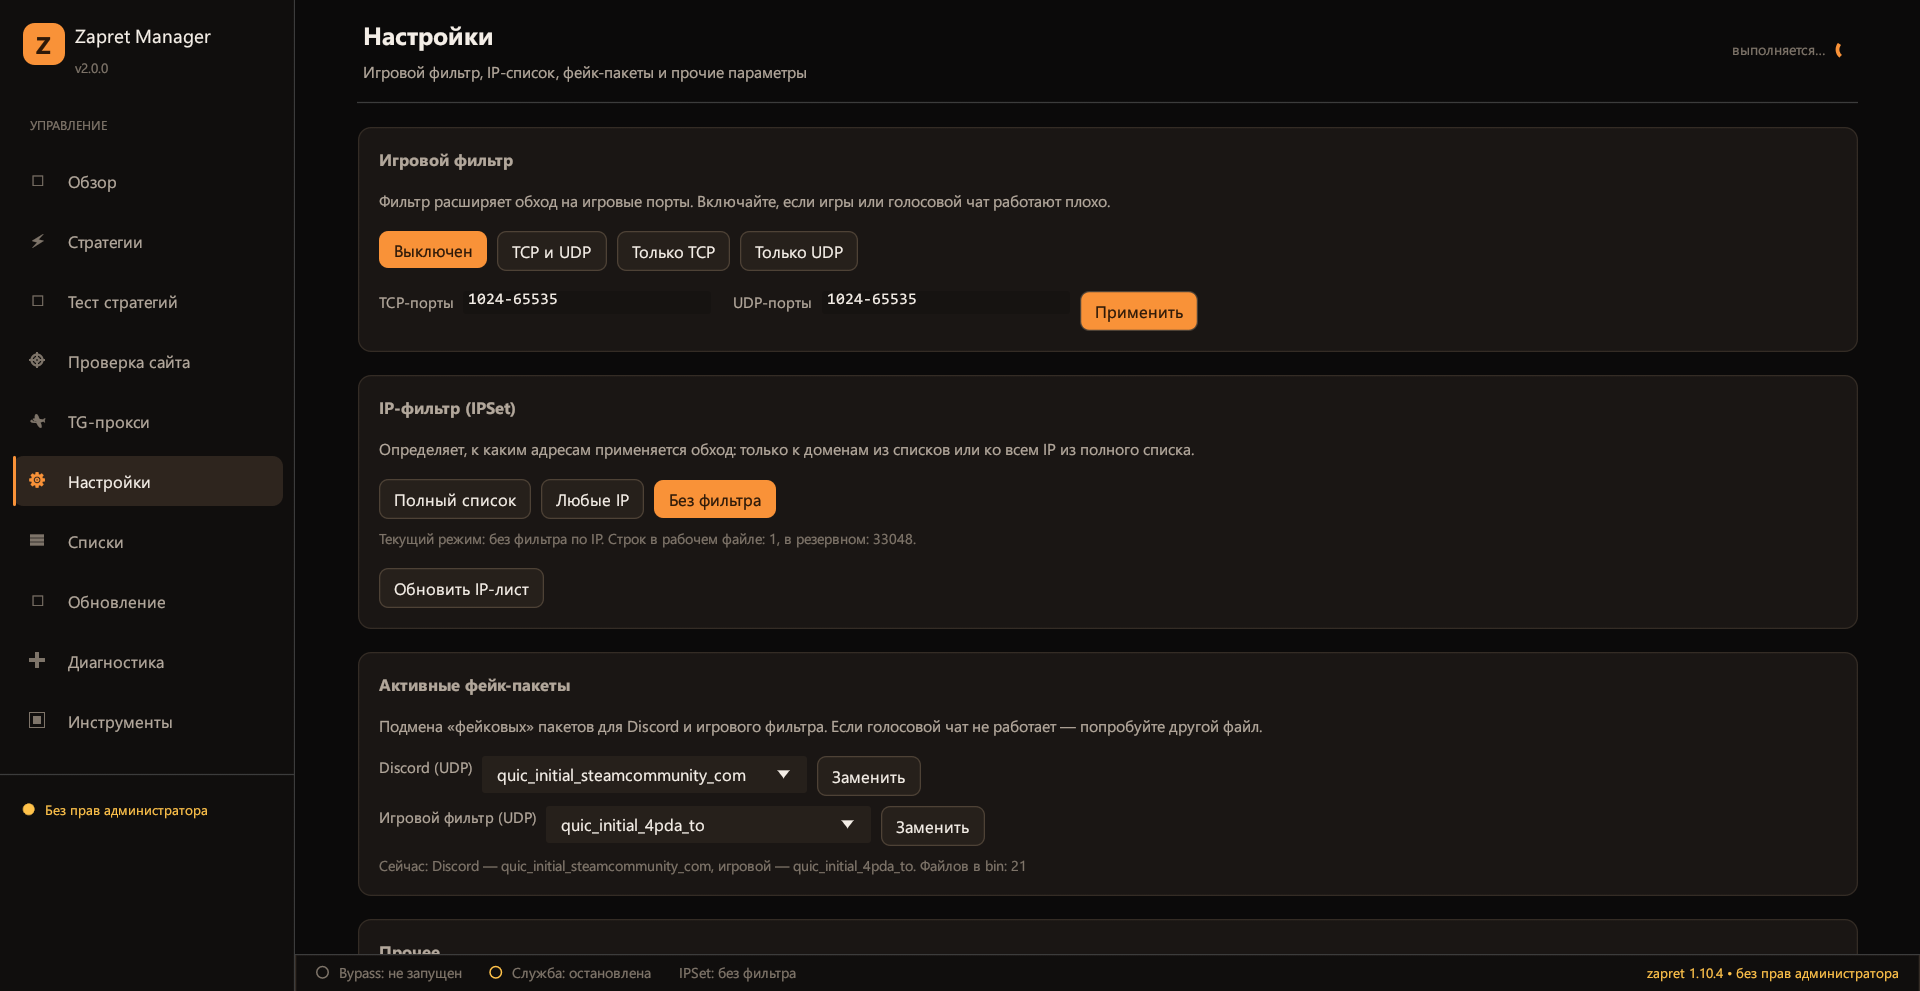 Z
Zapret Manager
v2.0.0
УПРАВЛЕНИЕ
Обзор
Стратегии
Тест стратегий
Проверка сайта
TG-прокси
Настройки
Списки
Обновление
Диагностика
Инструменты
Без прав администратора
Настройки
Игровой фильтр, IP-список, фейк-пакеты и прочие параметры
выполняется...
Игровой фильтр
Фильтр расширяет обход на игровые порты. Включайте, если игры или голосовой чат работают плохо.
Выключен TCP и UDP Только TCP Только UDP
TCP-порты 1024-65535 UDP-порты 1024-65535 Применить
IP-фильтр (IPSet)
Определяет, к каким адресам применяется обход: только к доменам из списков или ко всем IP из полного списка.
Полный список Любые IP Без фильтра
Текущий режим: без фильтра по IP. Строк в рабочем файле: 1, в резервном: 33048.
Обновить IP-лист
Активные фейк-пакеты
Подмена «фейковых» пакетов для Discord и игрового фильтра. Если голосовой чат не работает — попробуйте другой файл.
Discord (UDP) quic_initial_steamcommunity_com Заменить
Игровой фильтр (UDP) quic_initial_4pda_to Заменить
Сейчас: Discord — quic_initial_steamcommunity_com, игровой — quic_initial_4pda_to. Файлов в bin: 21
Прочее
Bypass: не запущен Служба: остановлена IPSet: без фильтра zapret 1.10.4 • без прав администратора